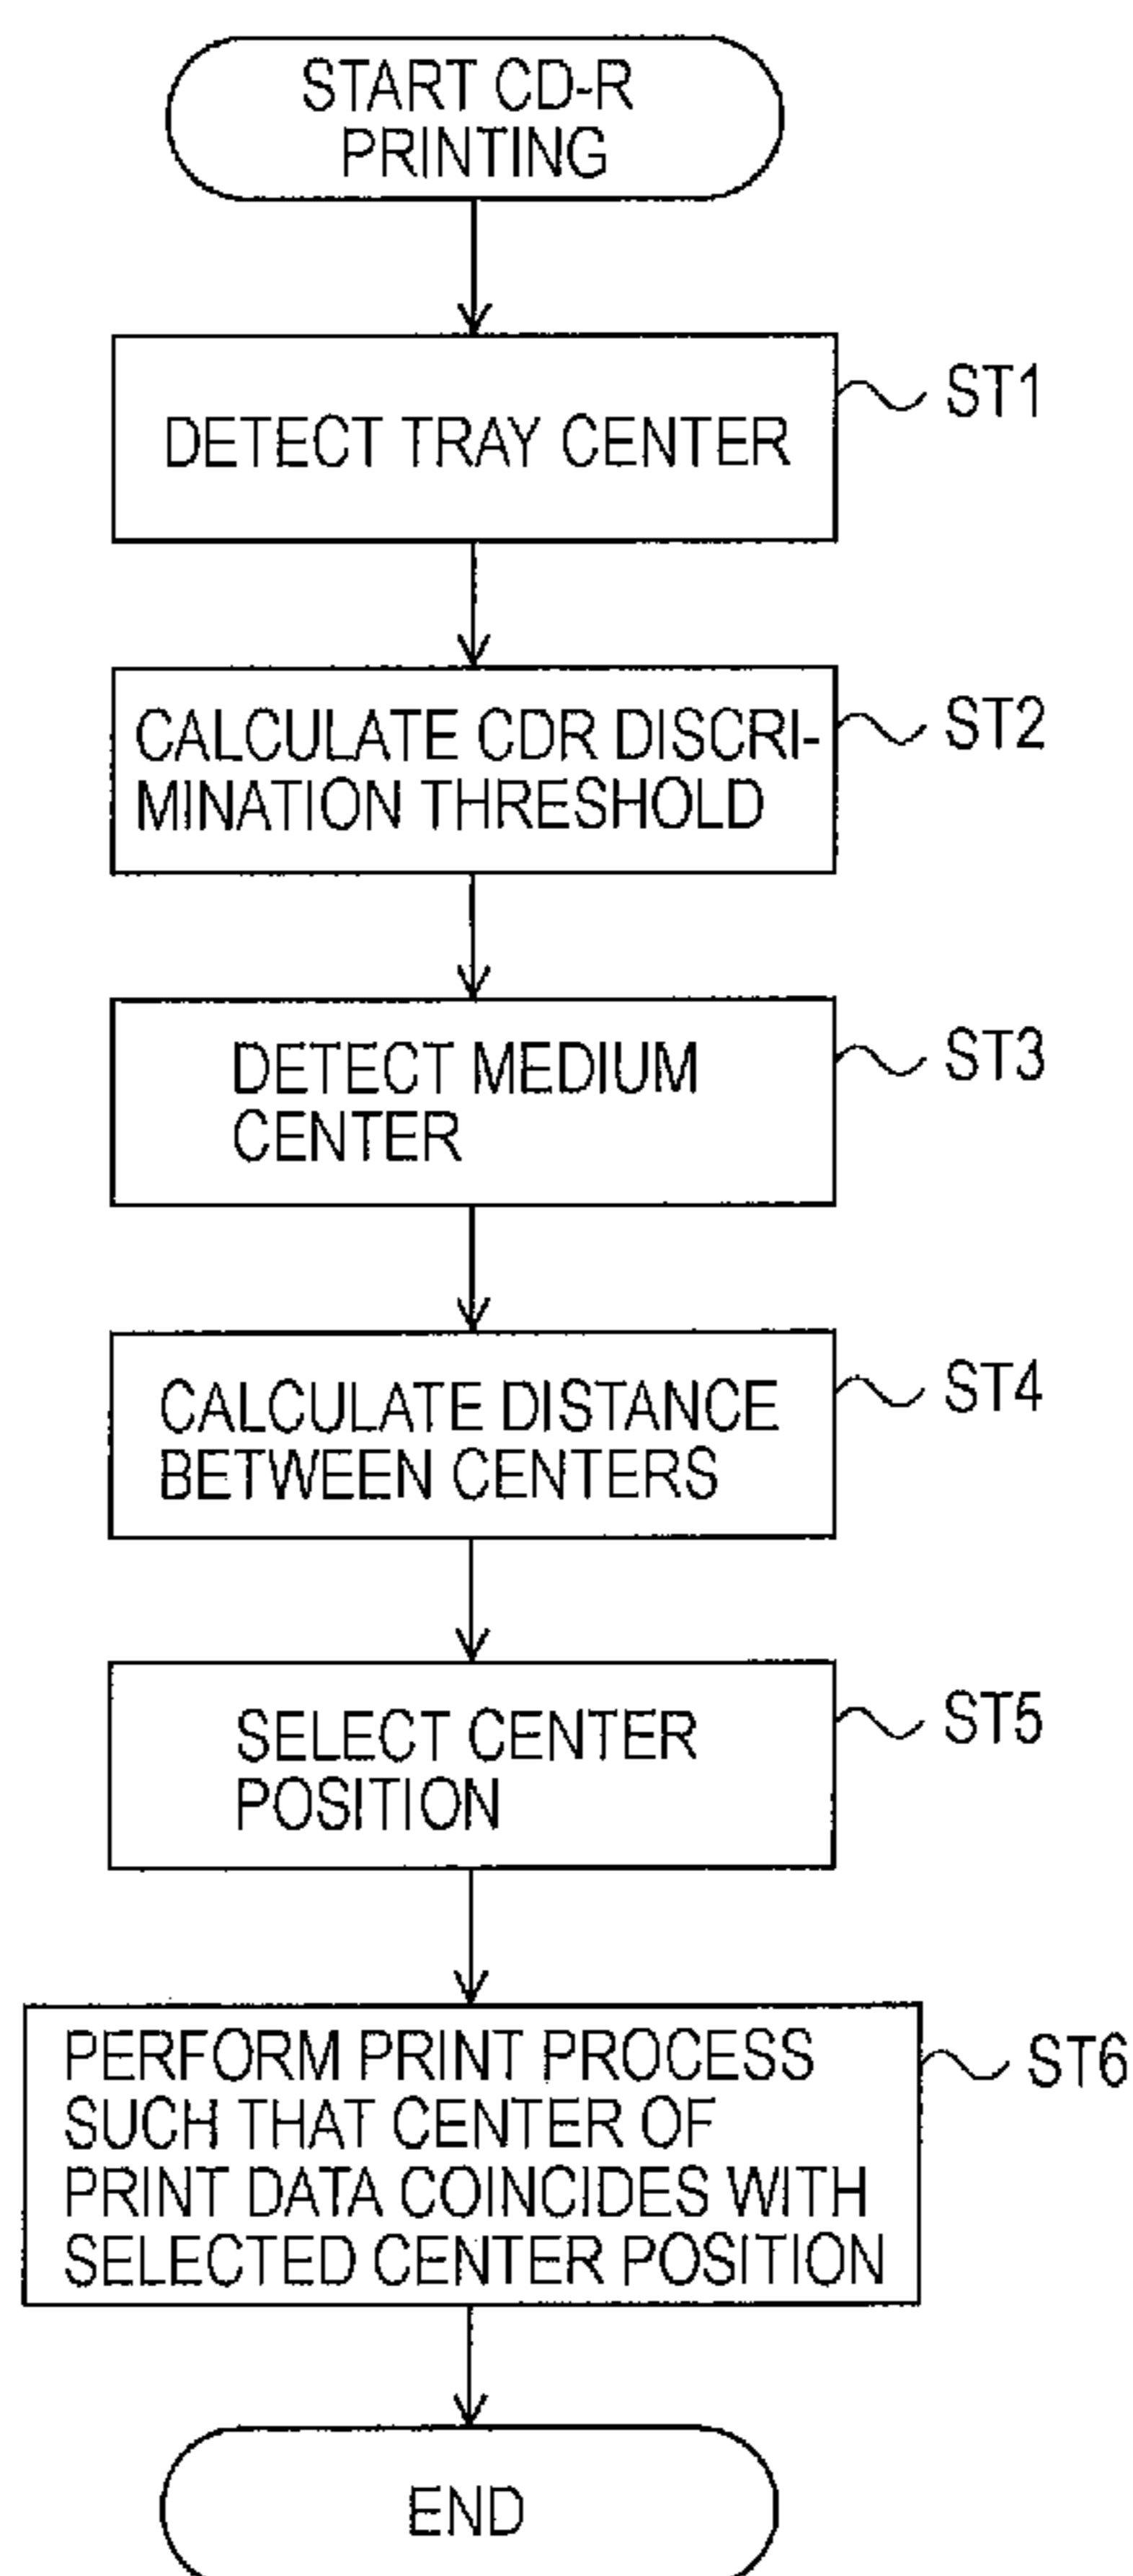 START CD-R
PRINTING
DETECT TRAY CENTER
ST1
CALCULATE CDR DISCRI-
MINATION THRESHOLD
ST2
DETECT MEDIUM
CENTER
ST3
CALCULATE DISTANCE
BETWEEN CENTERS
ST4
SELECT CENTER
POSITION
ST5
PERFORM PRINT PROCESS
SUCH THAT CENTER OF
PRINT DATA COINCIDES WITH
SELECTED CENTER POSITION
ST6
END